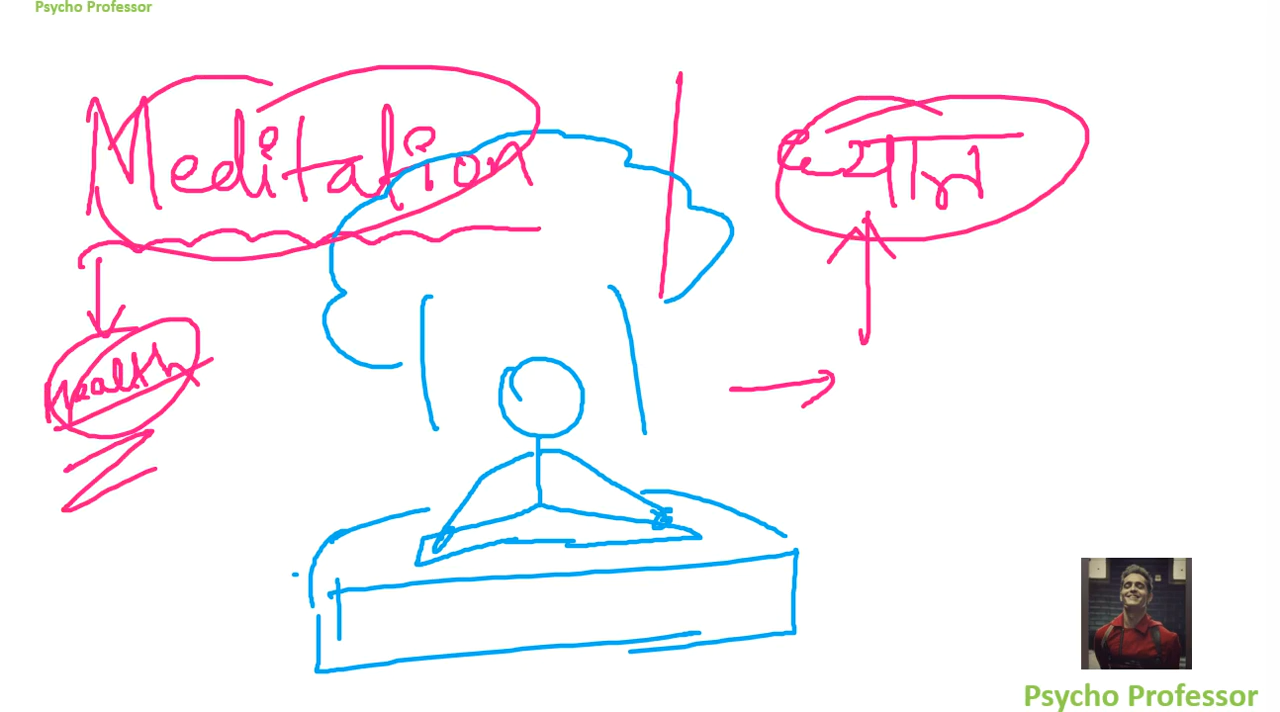 Psycho Professor
Meditation
ध्यान
Health
Psycho Professor